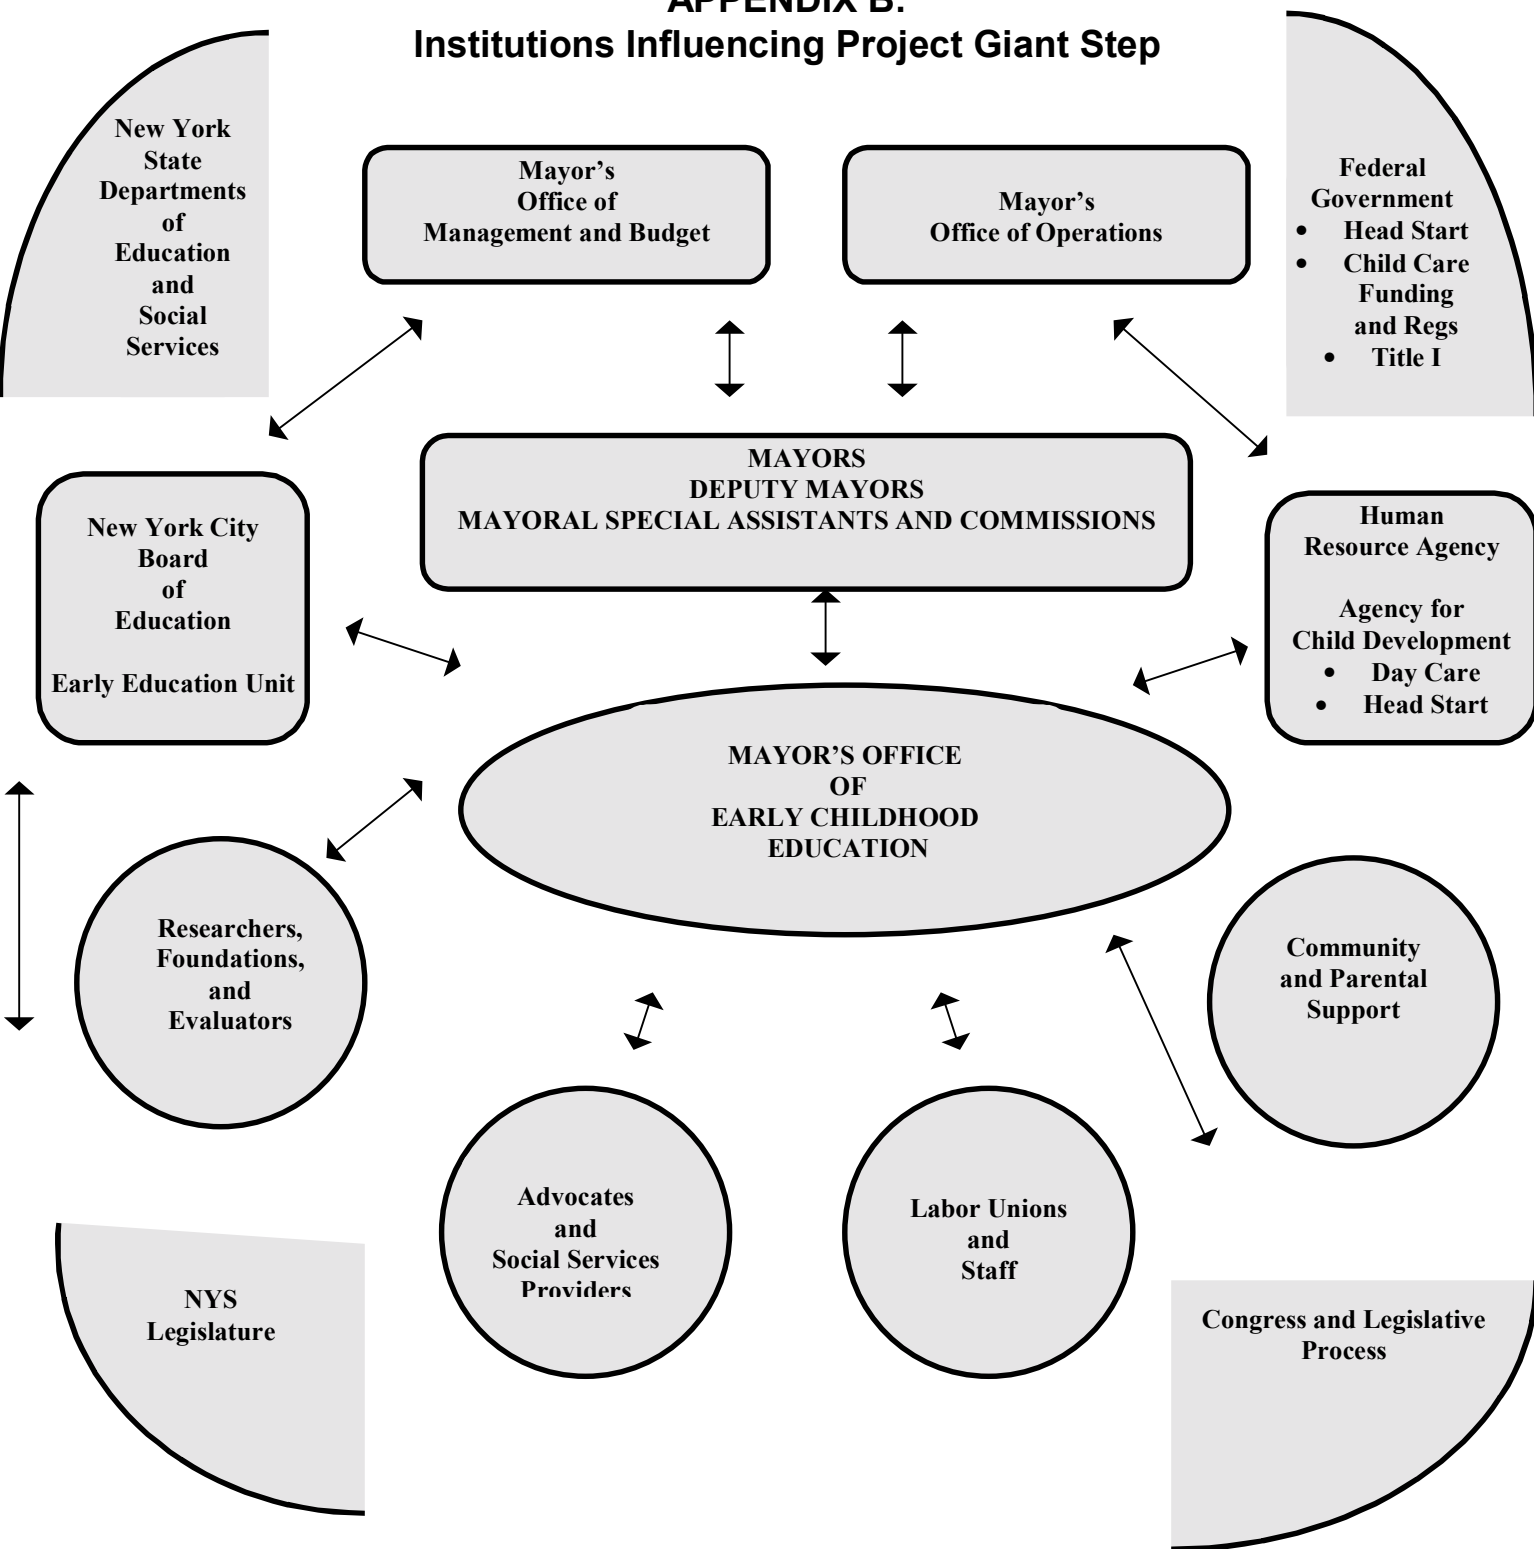 APPENDIX B:
Institutions Influencing Project Giant Step
New York
State
Departments
of
Education
and
Social
Services
Mayor’s
Office of
Management and Budget
Mayor’s
Office of Operations
Federal
Government
• Head Start
• Child Care
Funding
and Regs
• Title I
MAYORS
DEPUTY MAYORS
MAYORAL SPECIAL ASSISTANTS AND COMMISSIONS
New York City
Board
of
Education
Early Education Unit
Human
Resource Agency
Agency for
Child Development
• Day Care
• Head Start
MAYOR’S OFFICE
OF
EARLY CHILDHOOD
EDUCATION
Researchers,
Foundations,
and
Evaluators
Community
and Parental
Support
Advocates
and
Social Services
Providers
Labor Unions
and
Staff
NYS
Legislature
Congress and Legislative
Process